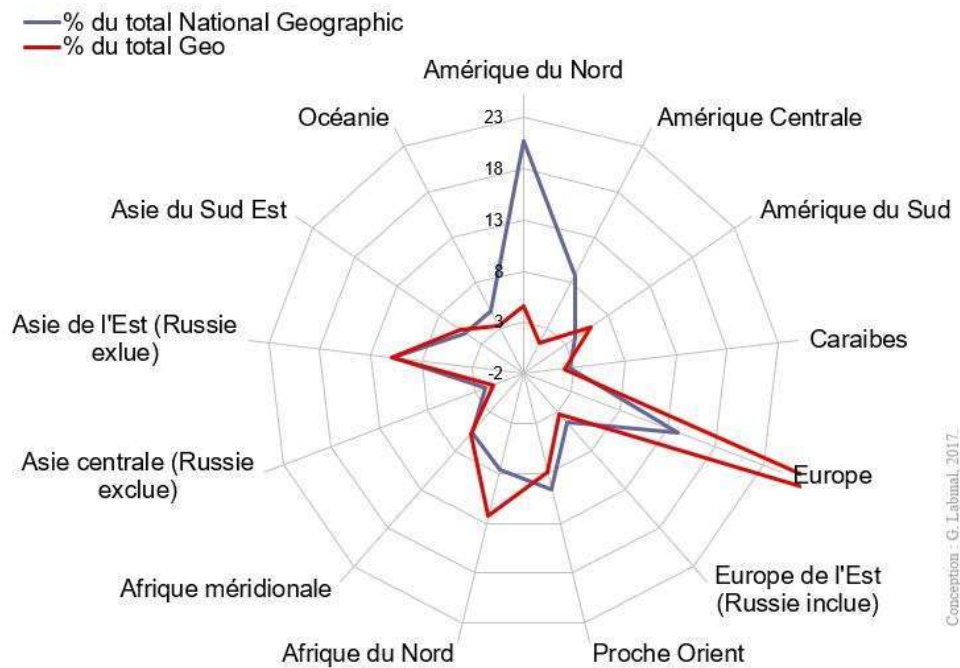 % du total National Geographic
% du total Geo
Amérique du Nord
Océanie
Amérique Centrale
23
18
Asie du Sud Est
Amérique du Sud
13
8
Asie de l'Est (Russie
exlue)
3
Caraibes
-2
Asie centrale (Russie
exclue)
Europe
Afrique méridionale
Europe de l'Est
(Russie inclue)
Afrique du Nord
Proche Orient
Conception : G. Labinal, 2017.